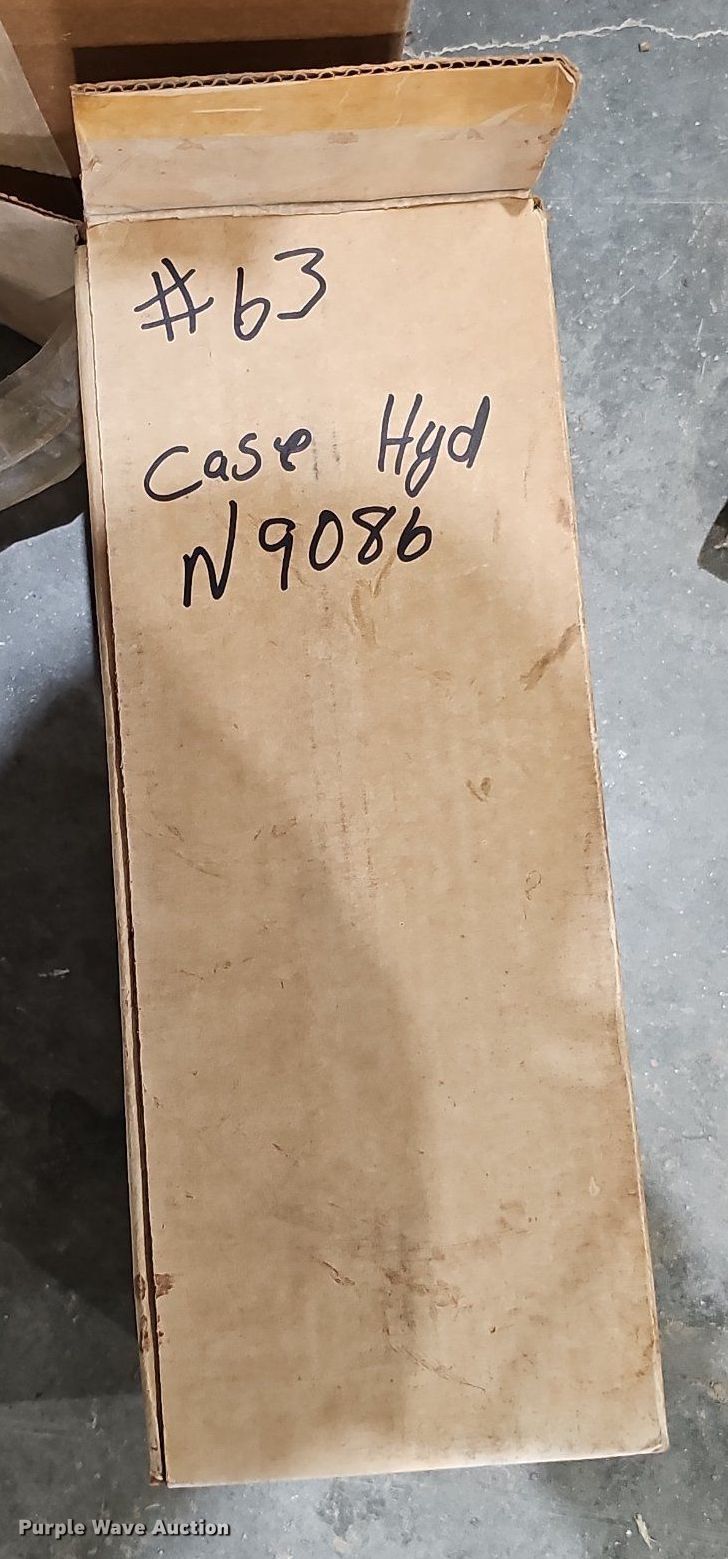 #63
Case Hyd
N9086
Purple Wave Auction